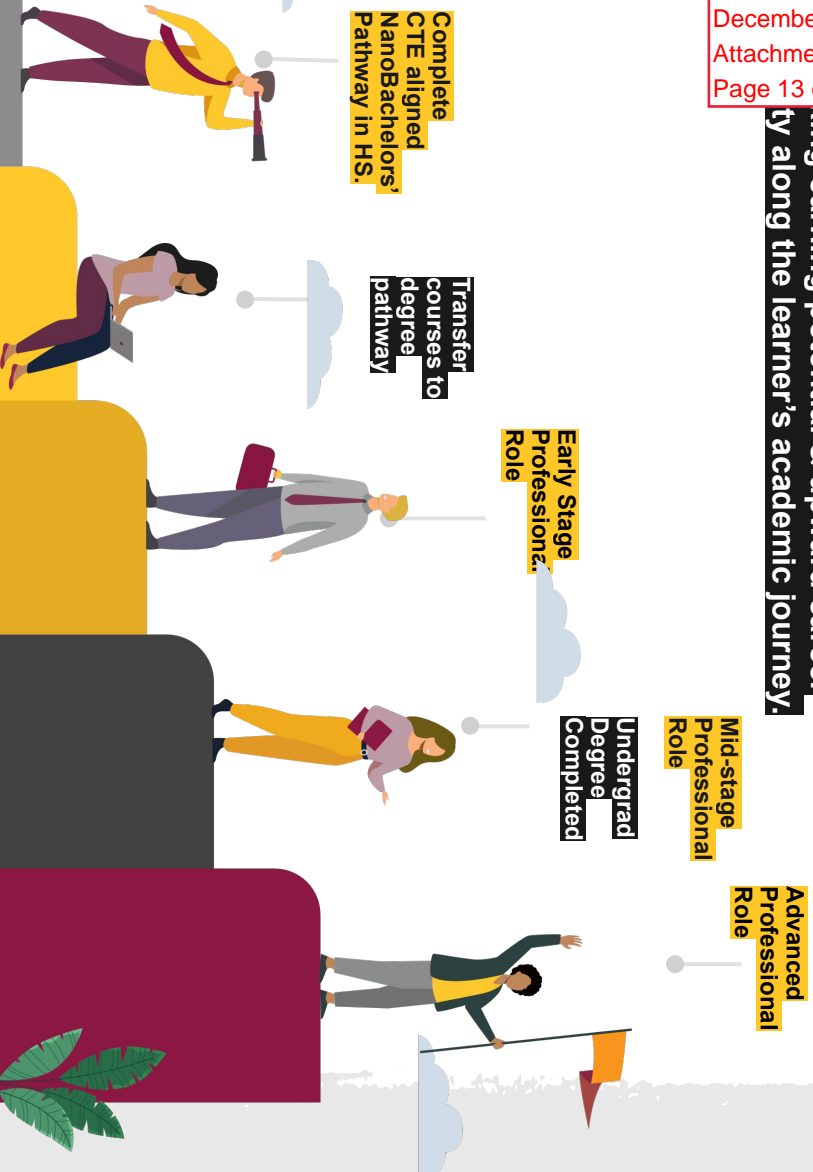 Decembe
Attachme
Page 13
ty along the learner's academic journey.
Complete
CTE aligned
NanoBachelors'
Pathway in HS.
Transfer
courses to
degree
pathway
Early Stage
Professional
Role
Undergrad
Degree
Completed
Mid-stage
Professional
Role
Advanced
Professional
Role